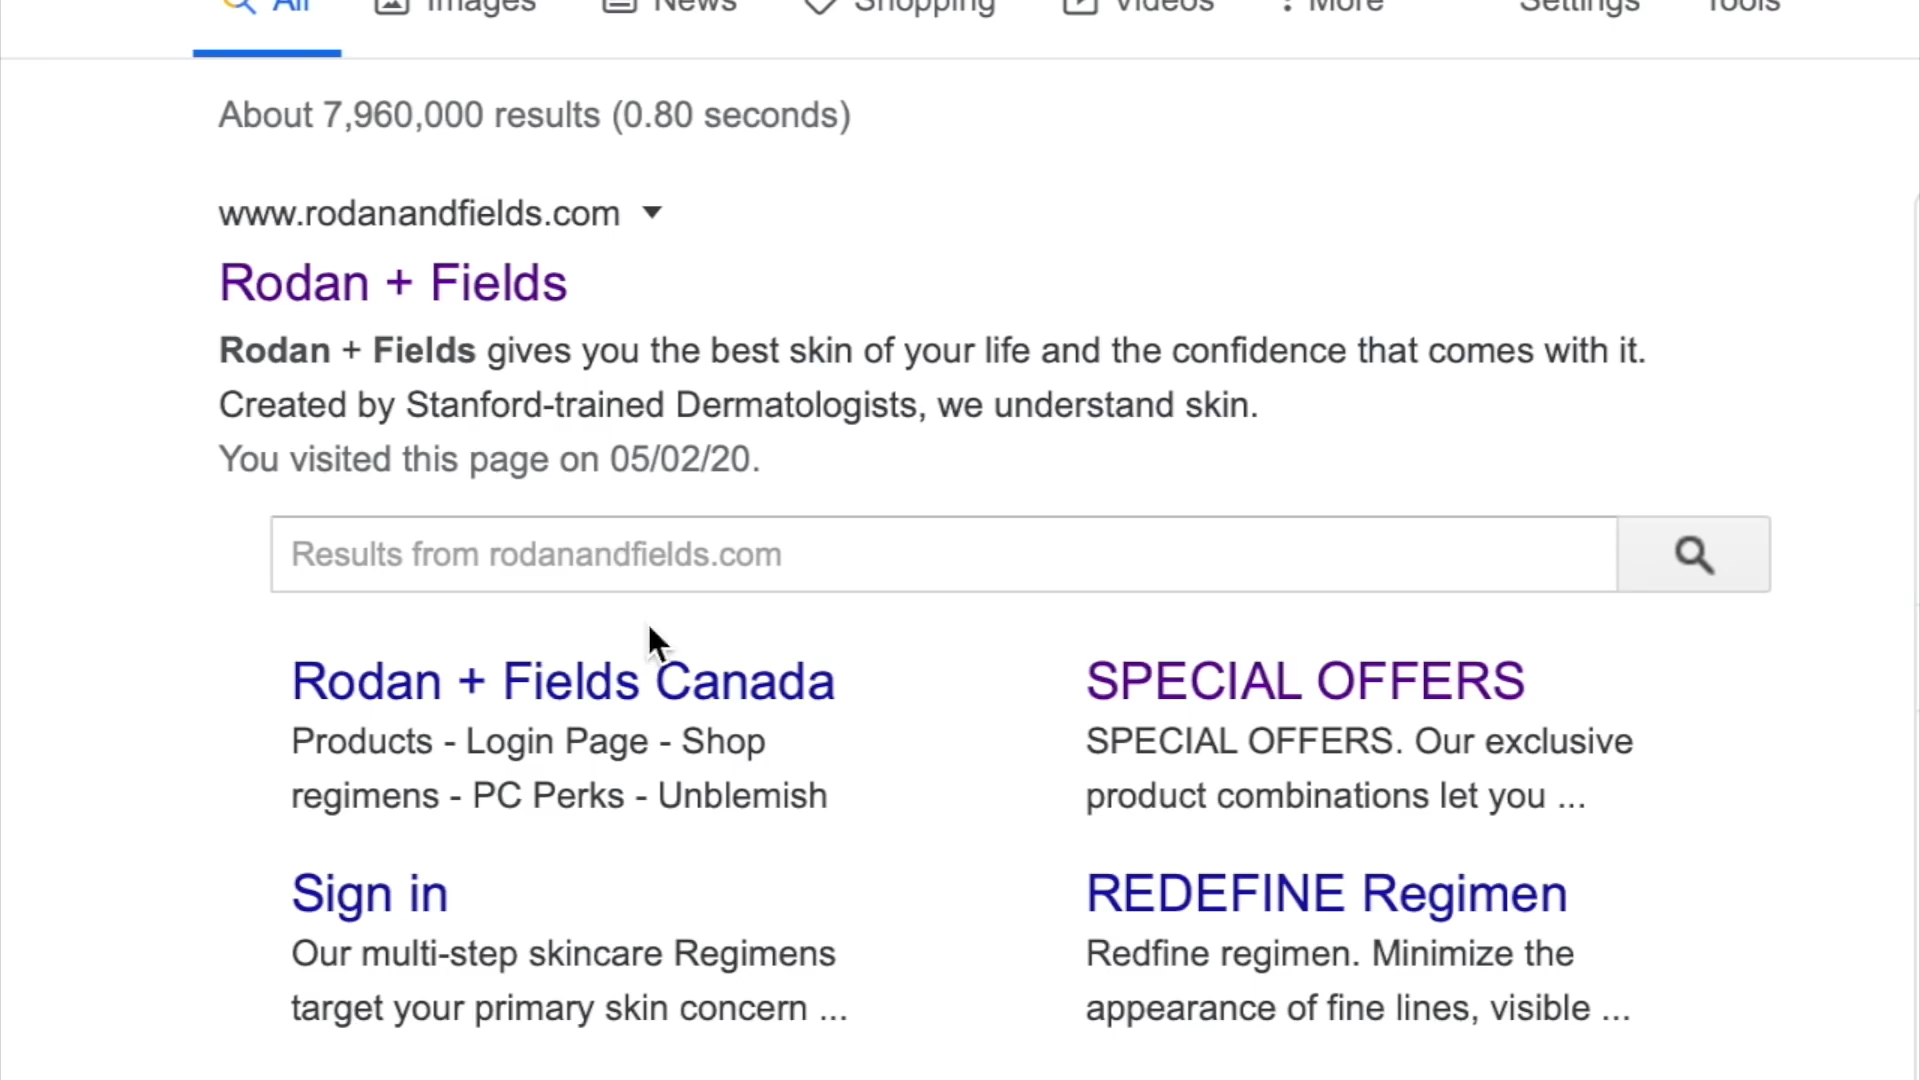 All Images News Shopping Videos More Settings Tools
About 7,960,000 results (0.80 seconds)
www.rodanandfields.com
Rodan + Fields
Rodan + Fields gives you the best skin of your life and the confidence that comes with it.
Created by Stanford-trained Dermatologists, we understand skin.
You visited this page on 05/02/20.
Results from rodanandfields.com
Rodan + Fields Canada
Products - Login Page - Shop
regimens - PC Perks - Unblemish
SPECIAL OFFERS
SPECIAL OFFERS. Our exclusive
product combinations let you ...
Sign in
Our multi-step skincare Regimens
target your primary skin concern ...
REDEFINE Regimen
Redfine regimen. Minimize the
appearance of fine lines, visible ...